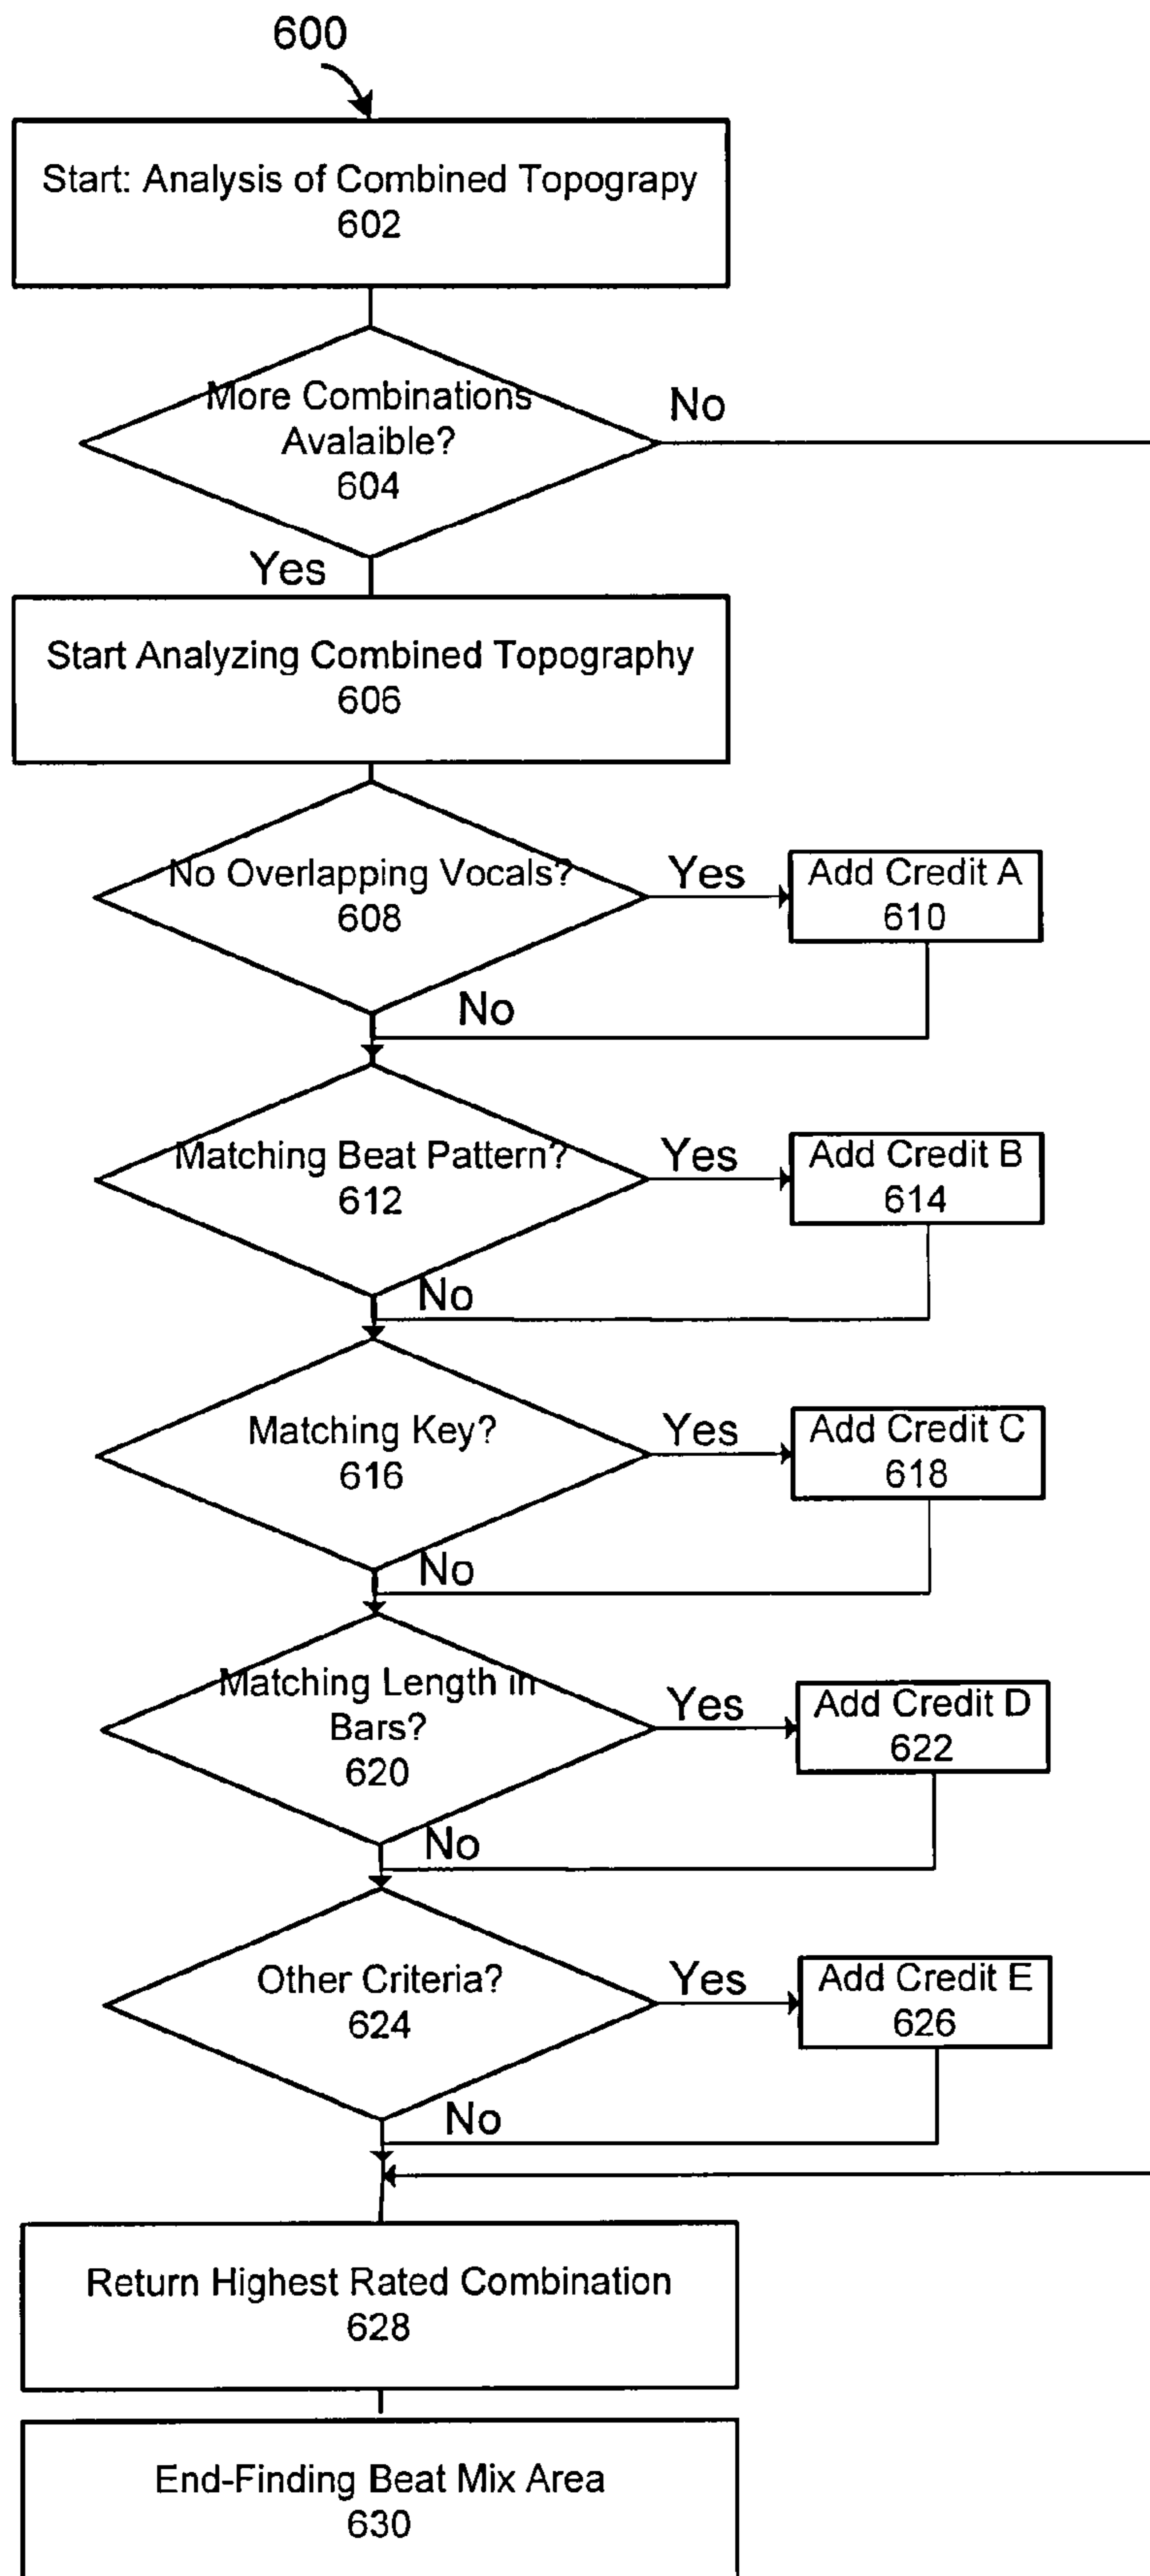 600
Start: Analysis of Combined Topograpy
602
More Combinations
Avalaible?
604
No
Yes
Start Analyzing Combined Topography
606
No Overlapping Vocals?
608
Yes
Add Credit A
610
No
Matching Beat Pattern?
612
Yes
Add Credit B
614
No
Matching Key?
616
Yes
Add Credit C
618
No
Matching Length in
Bars?
620
Yes
Add Credit D
622
No
Other Criteria?
624
Yes
Add Credit E
626
No
Return Highest Rated Combination
628
End-Finding Beat Mix Area
630